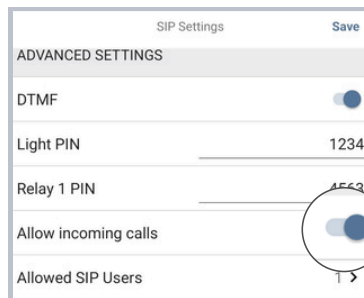 SIP Settings Save
ADVANCED SETTINGS
DTMF
Light PIN 1234
Relay 1 PIN 4563
Allow incoming calls
Allowed SIP Users 1 >